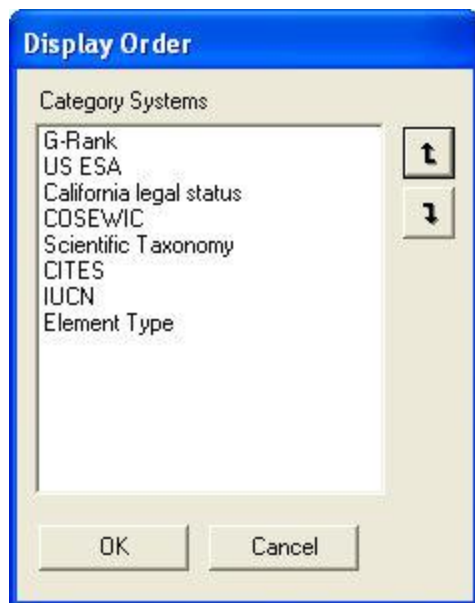 Display Order
Category Systems
G-Rank
US ESA
California legal status
COSEWIC
Scientific Taxonomy
CITES
IUCN
Element Type
OK
Cancel